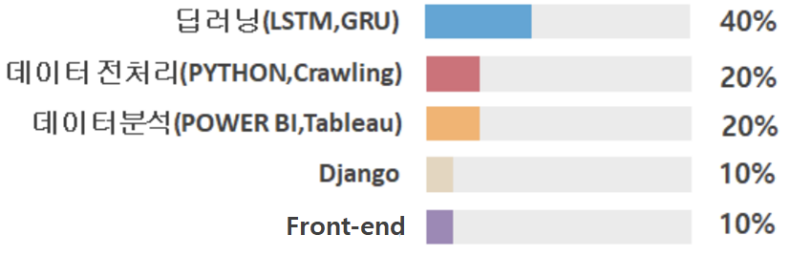 딥러닝(LSTM,GRU) 40%
데이터 전처리(PYTHON,Crawling) 20%
데이터분석(POWER BI,Tableau) 20%
Django 10%
Front-end 10%